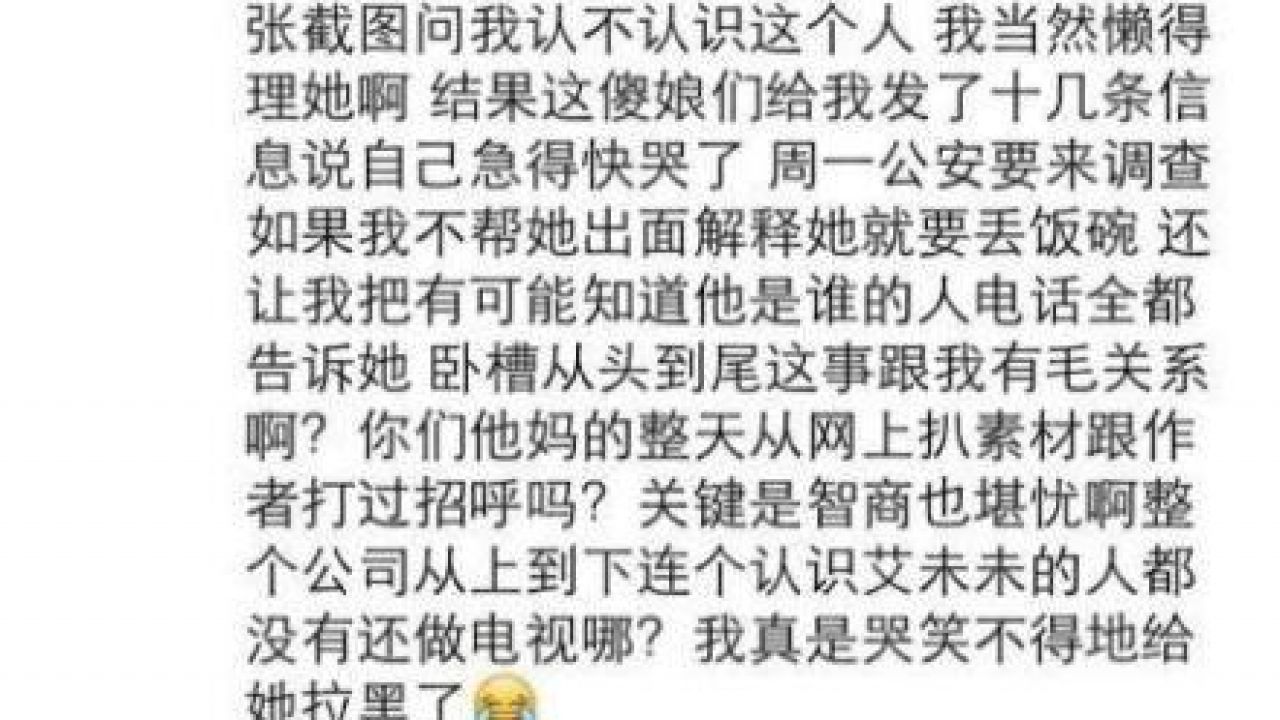 张截图问我认不认识这个人 我当然懒得
理她啊 结果这傻娘们给我发了十几条信
息说自己急得快哭了 周一公安要来调查
如果我不帮她出面解释她就要丢饭碗 还
让我把有可能知道他是谁的人电话全都
告诉她 卧槽从头到尾这事跟我有毛关系
啊？你们他妈的整天从网上扒素材跟作
者打过招呼吗？关键是智商也堪忧啊整
个公司从上到下连个认识艾未未的人都
没有还做电视哪？我真是哭笑不得地给
她拉黑了😂